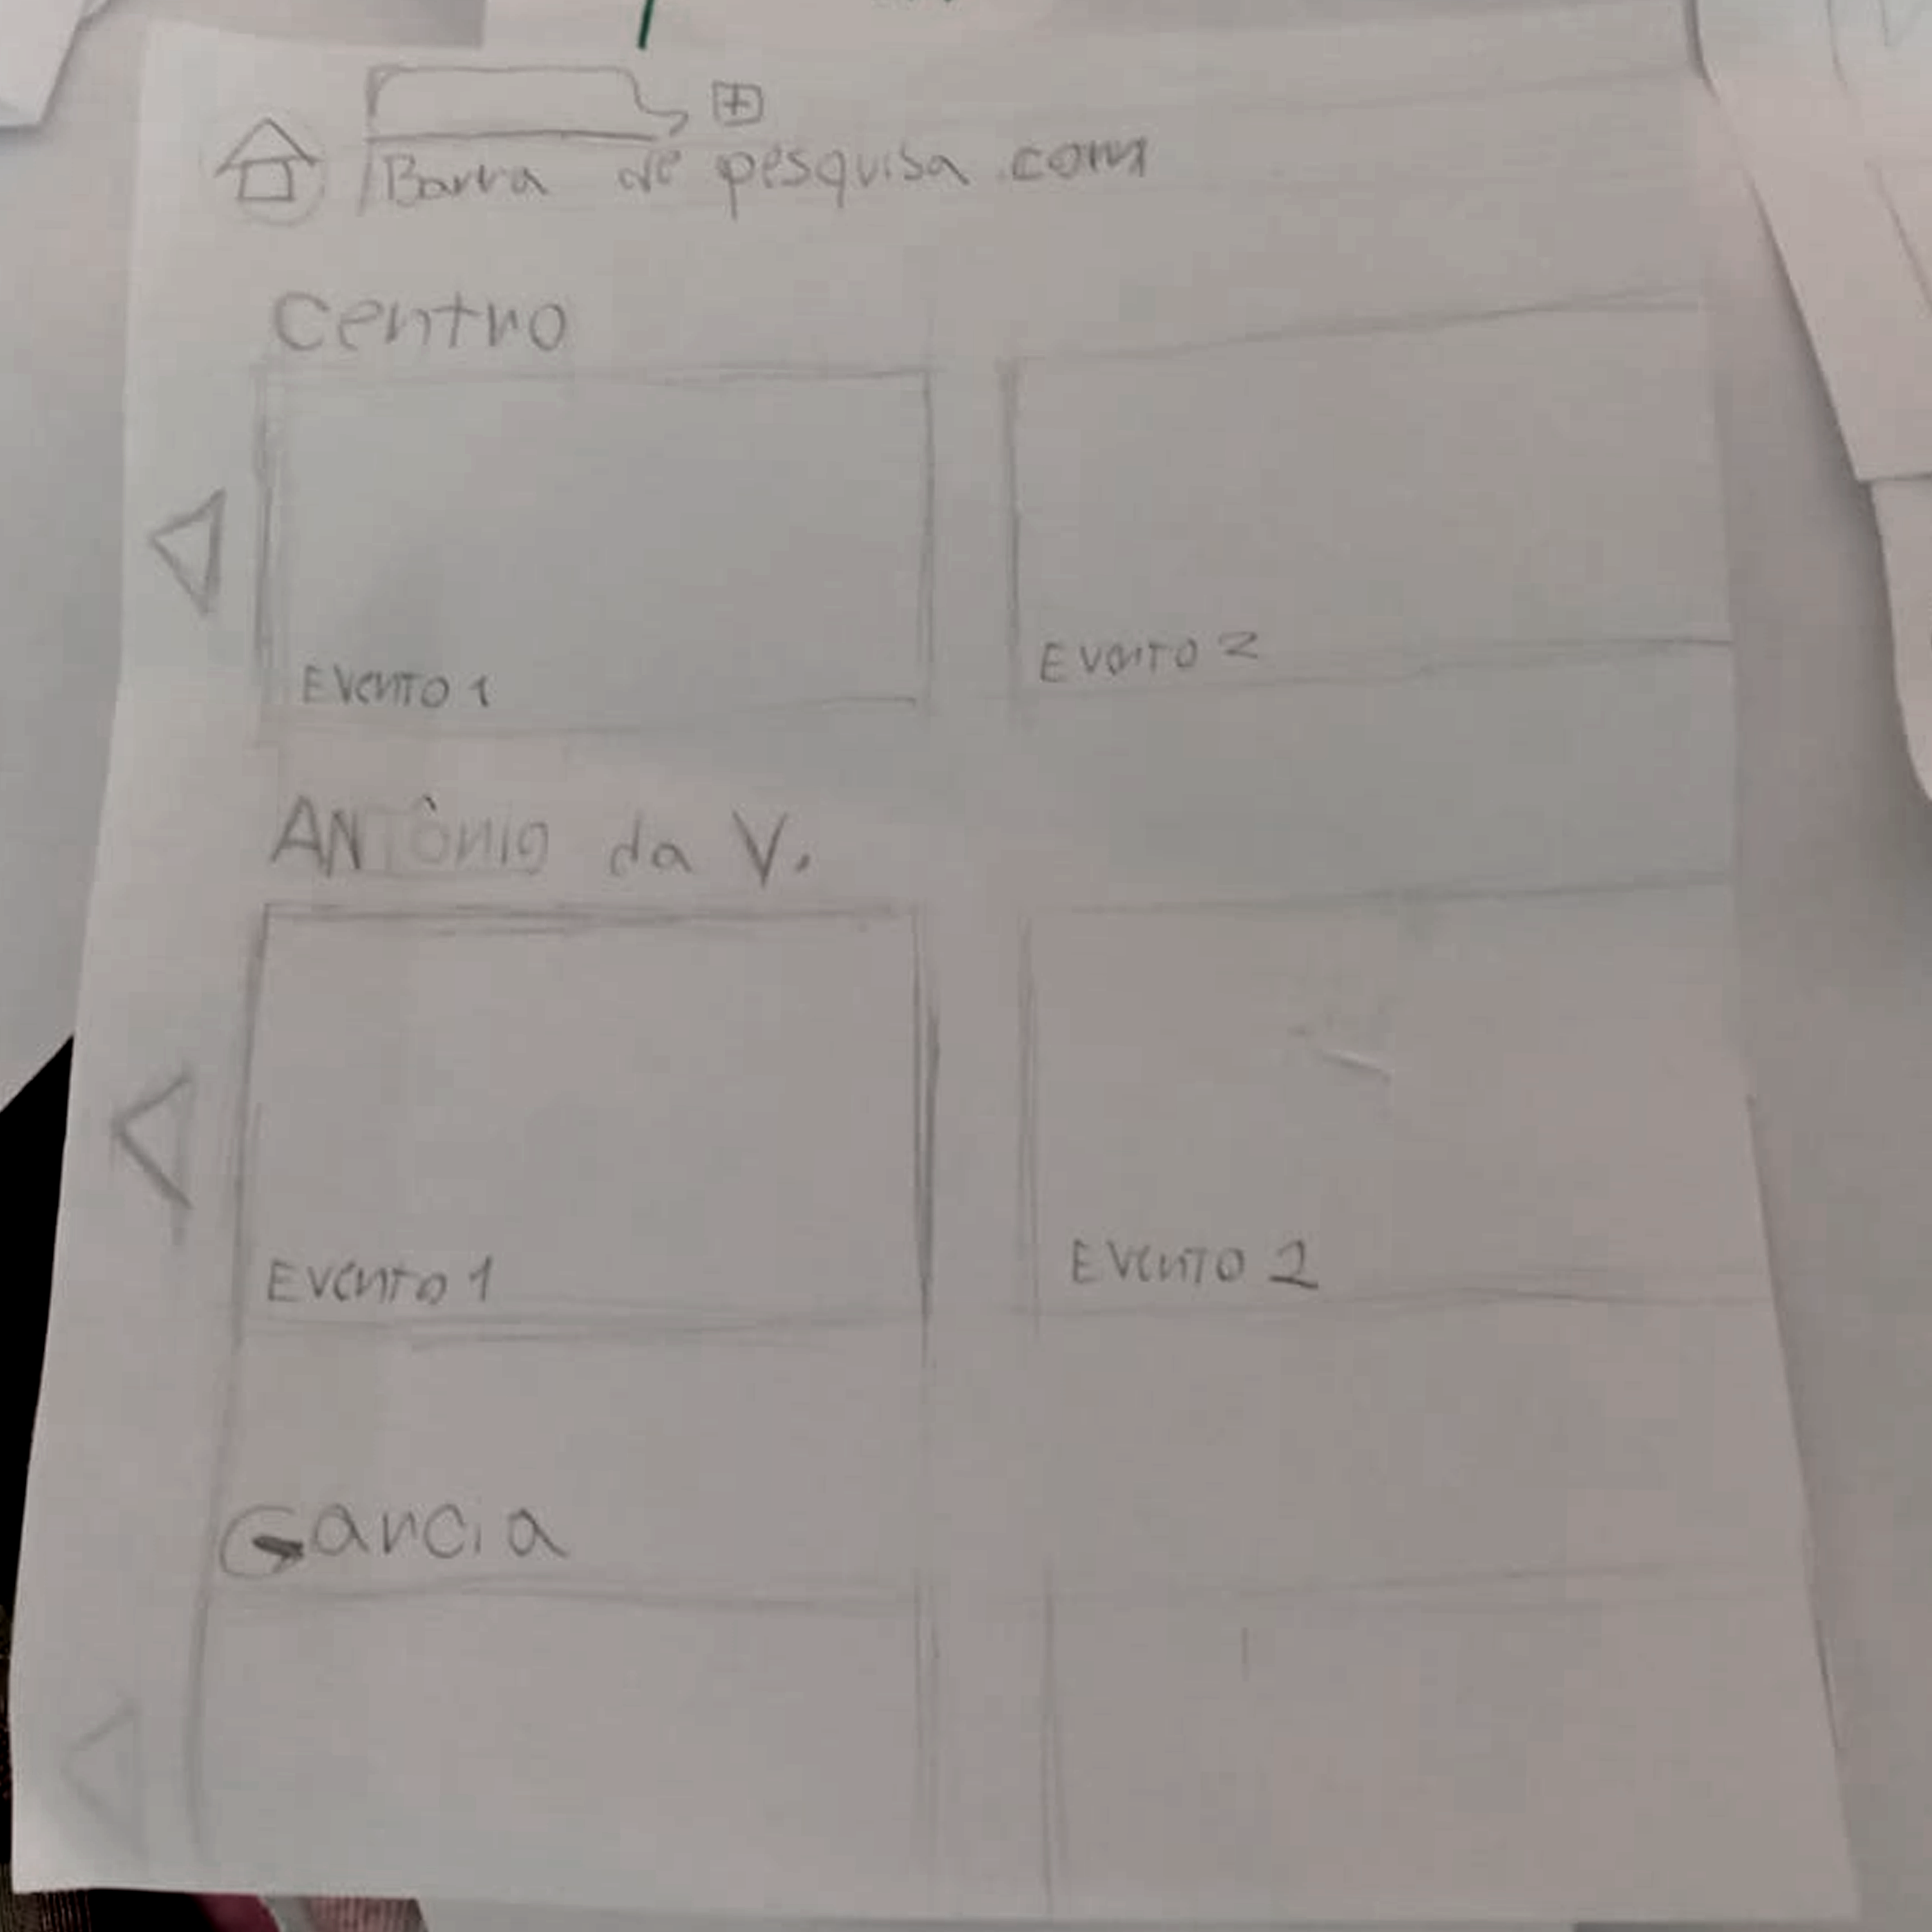 Barra de pesquisa com
Centro
Evento 1
Evento 2
Antônio da V.
Evento 1
Evento 2
Garcia